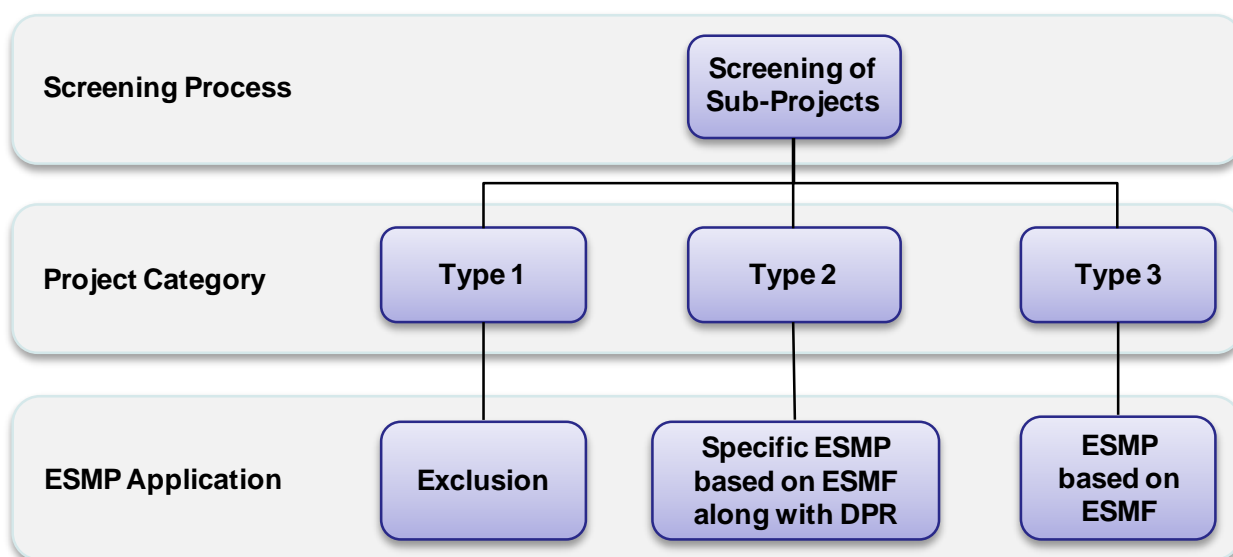 Screening Process
Screening of
Sub-Projects
Project Category
Type 1
Type 2
Type 3
ESMP Application
Exclusion
Specific ESMP
based on ESMF
along with DPR
ESMP
based on
ESMF